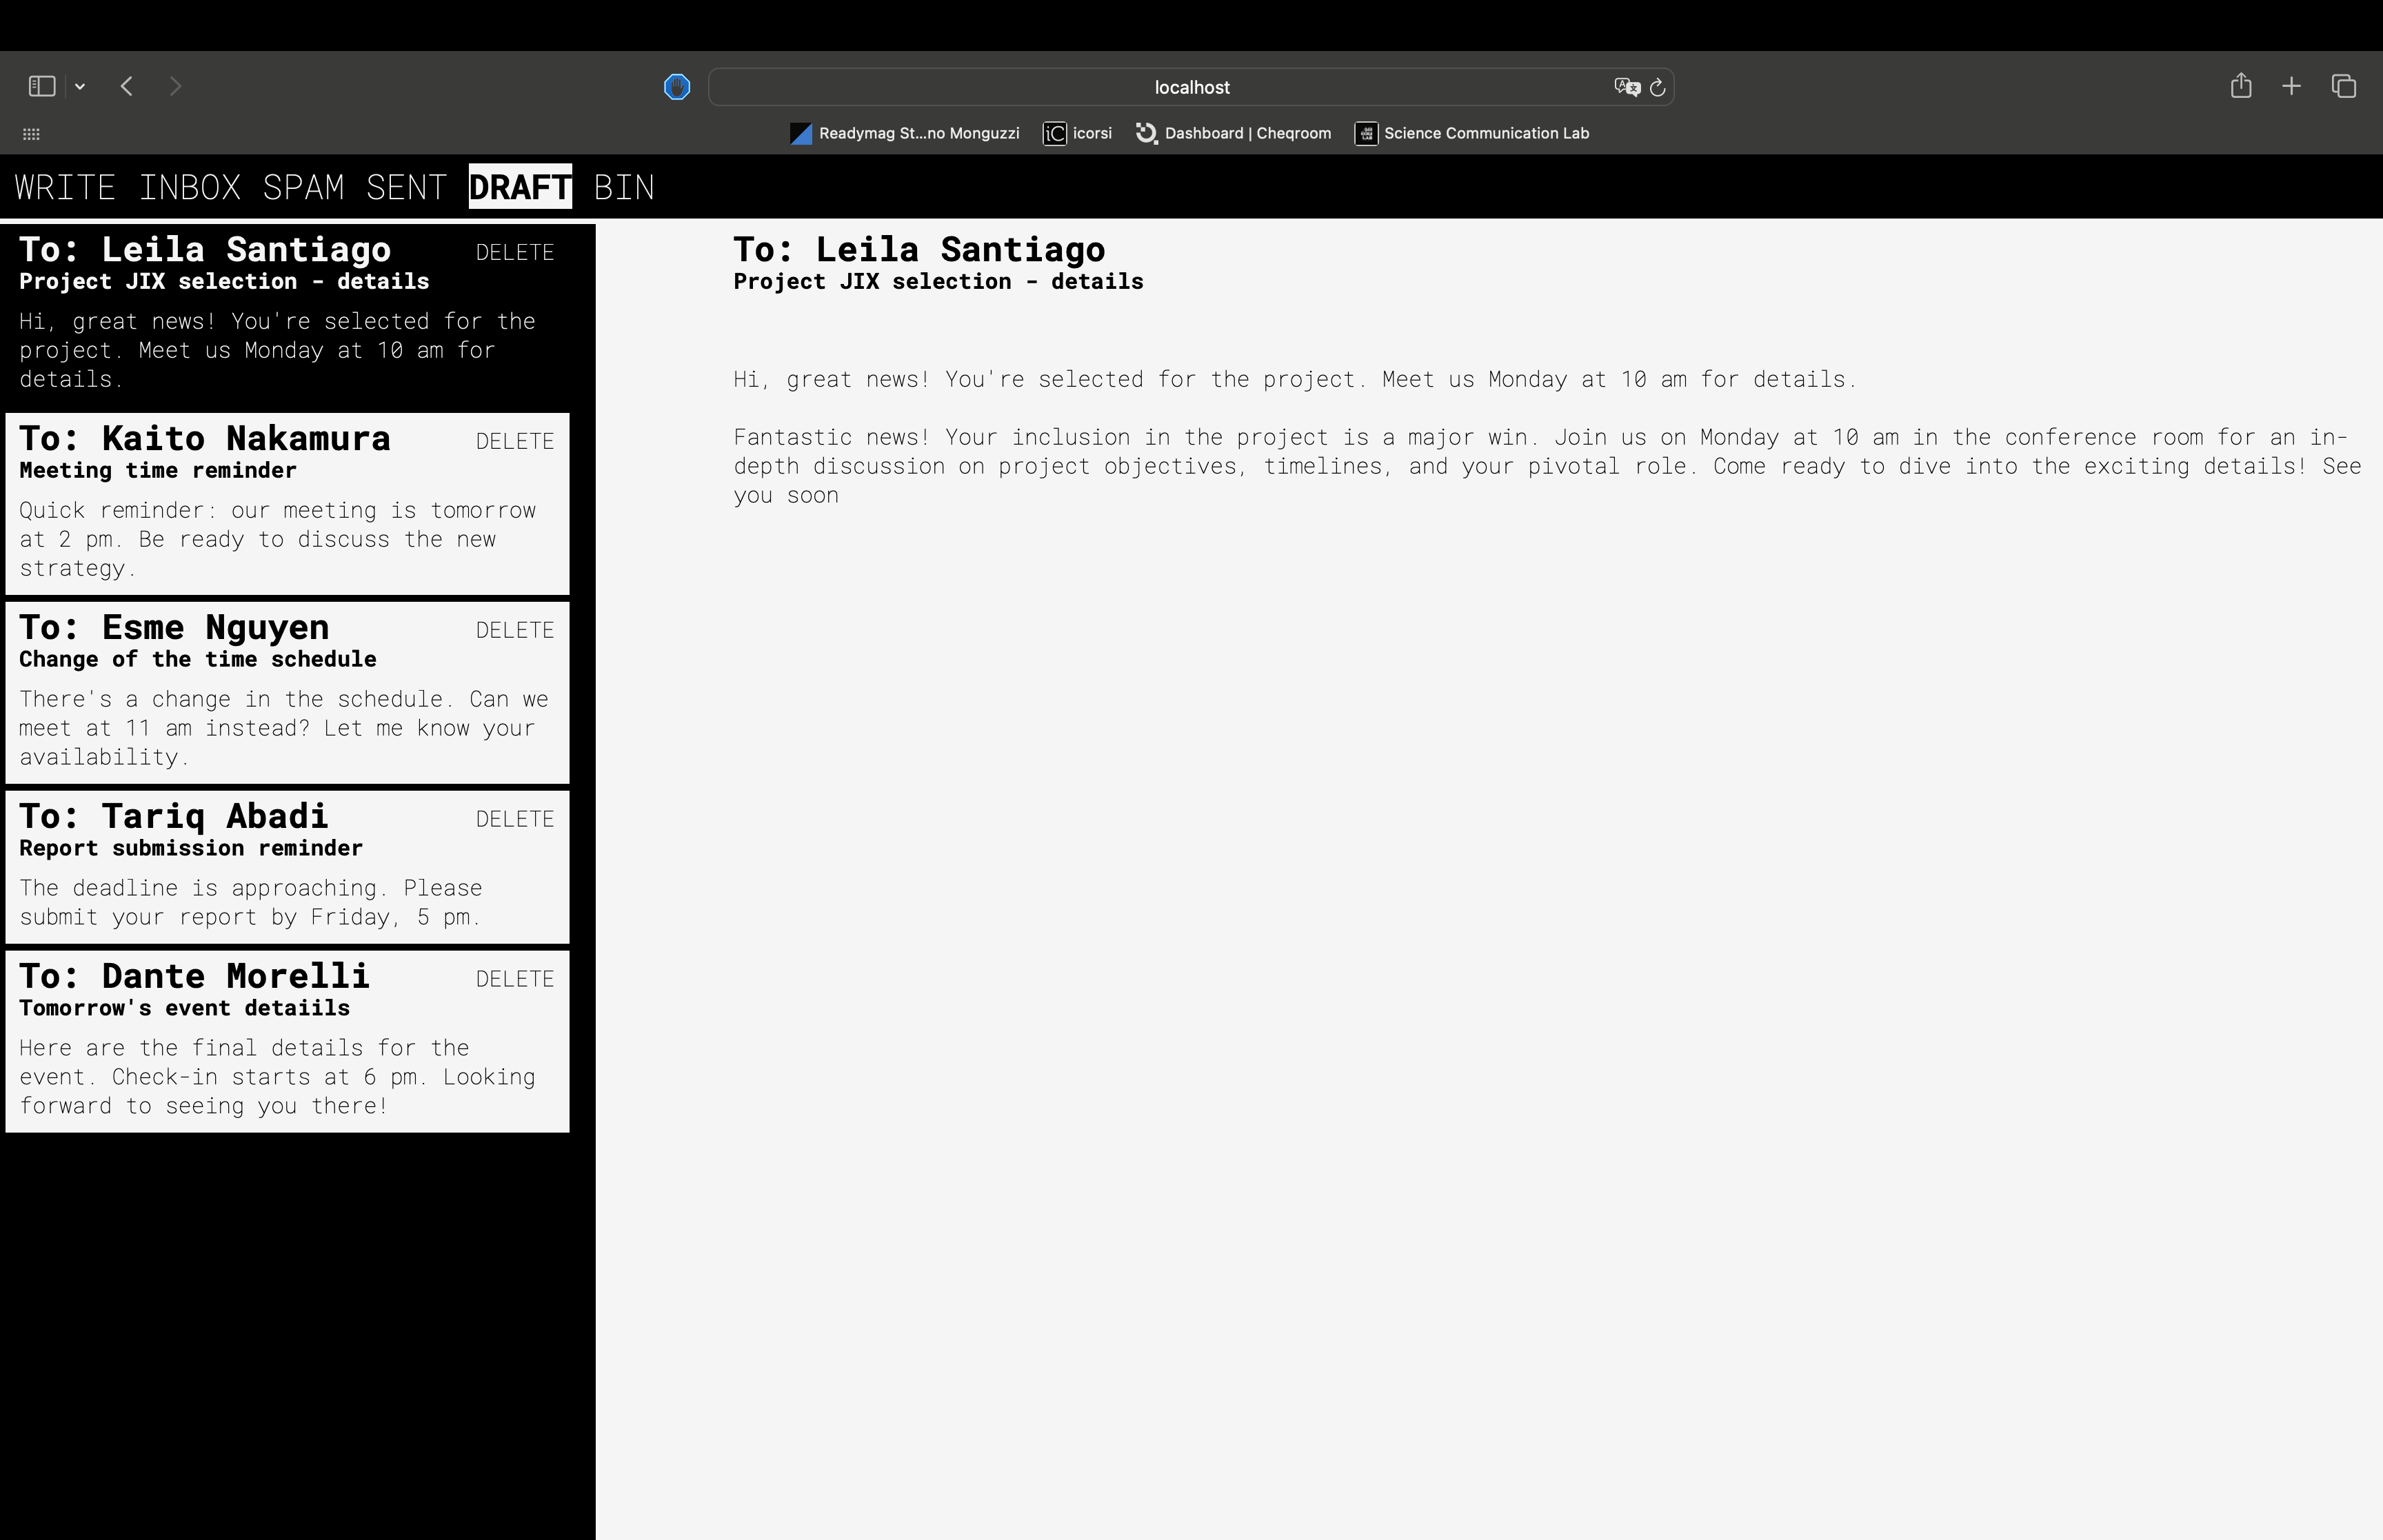 localhost
Readymag St...no Monguzzi
iC icorsi
Dashboard | Cheqroom
Science Communication Lab
WRITE INBOX SPAM SENT DRAFT BIN
To: Leila Santiago DELETE
Project JIX selection - details
Hi, great news! You're selected for the
project. Meet us Monday at 10 am for
details.
To: Kaito Nakamura DELETE
Meeting time reminder
Quick reminder: our meeting is tomorrow
at 2 pm. Be ready to discuss the new
strategy.
To: Esme Nguyen DELETE
Change of the time schedule
There's a change in the schedule. Can we
meet at 11 am instead? Let me know your
availability.
To: Tariq Abadi DELETE
Report submission reminder
The deadline is approaching. Please
submit your report by Friday, 5 pm.
To: Dante Morelli DELETE
Tomorrow's event detaiils
Here are the final details for the
event. Check-in starts at 6 pm. Looking
forward to seeing you there!
To: Leila Santiago
Project JIX selection - details
Hi, great news! You're selected for the project. Meet us Monday at 10 am for details.
Fantastic news! Your inclusion in the project is a major win. Join us on Monday at 10 am in the conference room for an in-
depth discussion on project objectives, timelines, and your pivotal role. Come ready to dive into the exciting details! See
you soon